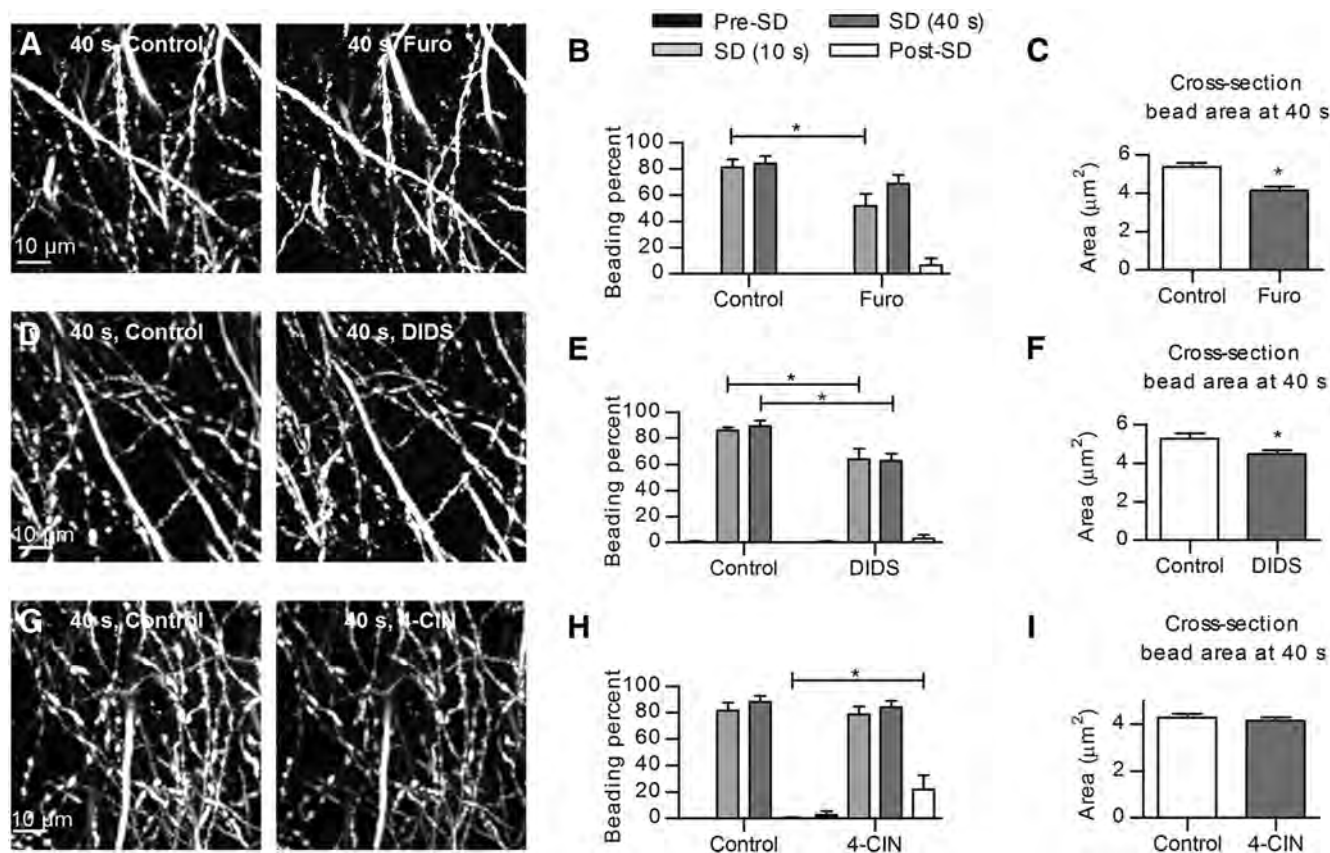 A
40 s, Control
40 s, Furo
10 µm
B
Pre-SD
SD (40 s)
SD (10 s)
Post-SD
Beading percent
100
80
60
40
20
0
*
Control
Furo
C
Cross-section
bead area at 40 s
Area (µm²)
6
4
2
0
*
Control
Furo
D
40 s, Control
40 s, DIDS
10 µm
E
Beading percent
100
80
60
40
20
0
*
*
Control
DIDS
F
Cross-section
bead area at 40 s
Area (µm²)
6
4
2
0
*
Control
DIDS
G
40 s, Control
40 s, 4-CIN
10 µm
H
Beading percent
100
80
60
40
20
0
*
Control
4-CIN
I
Cross-section
bead area at 40 s
Area (µm²)
4
2
0
Control
4-CIN